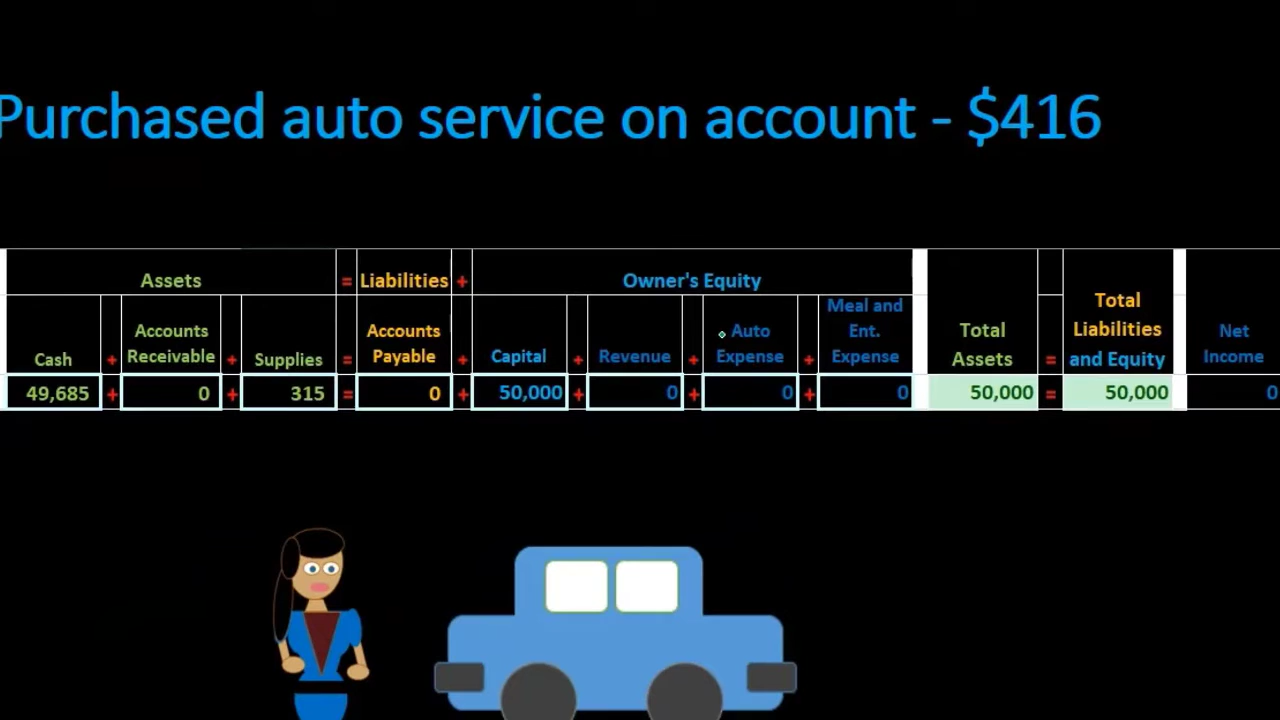 Purchased auto service on account - $416
Assets = Liabilities + Owner's Equity
Cash + Accounts Receivable + Supplies = Accounts Payable + Capital + Revenue + Auto Expense + Meal and Ent. Expense Total Assets = Total Liabilities and Equity Net Income
49,685 + 0 + 315 = 0 + 50,000 + 0 + 0 + 0 50,000 = 50,000 0